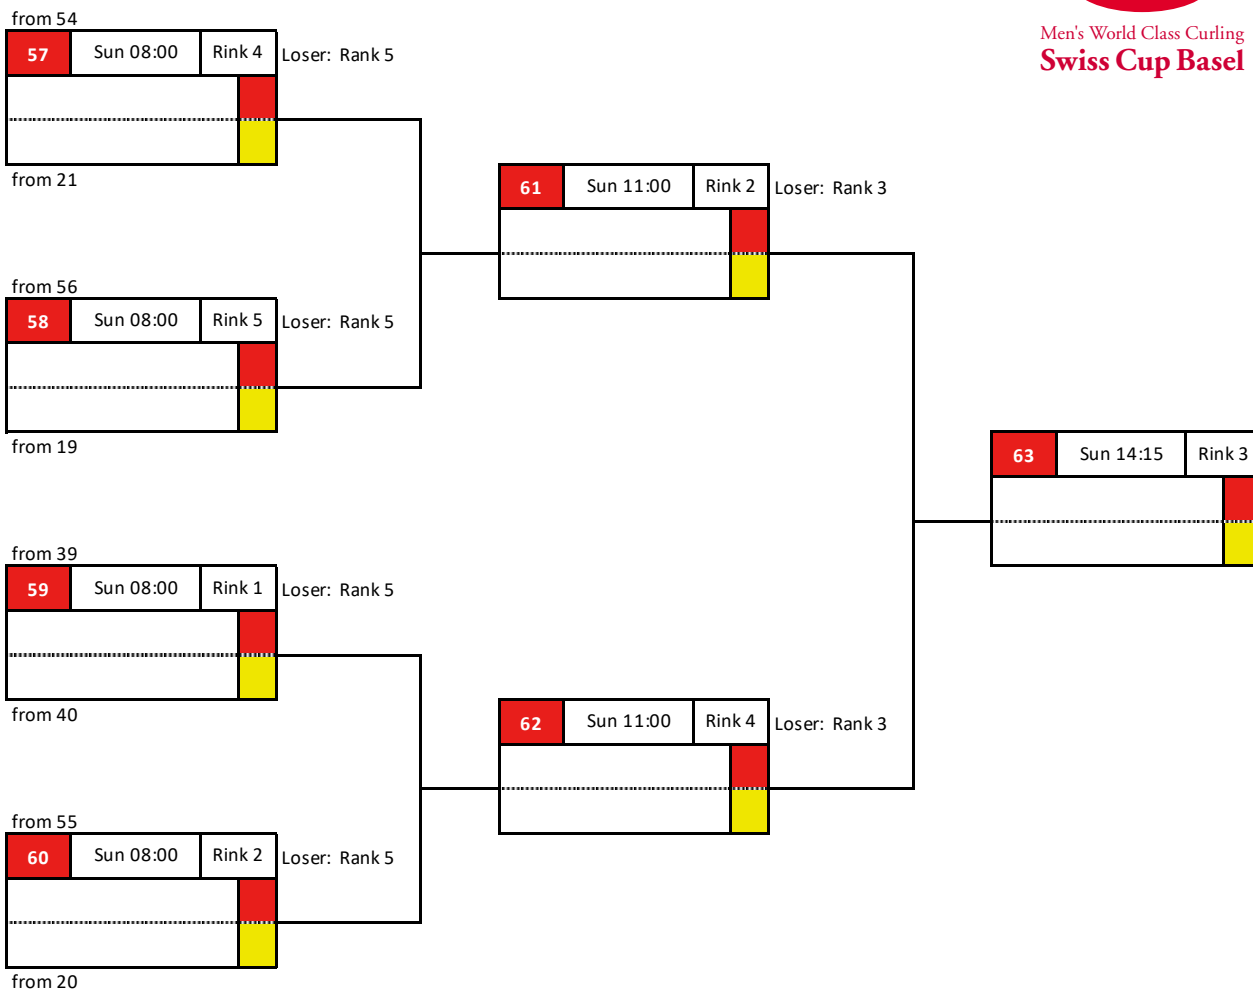 from 54
57 Sun 08:00 Rink 4 Loser: Rank 5
from 21
Men's World Class Curling
Swiss Cup Basel
61 Sun 11:00 Rink 2 Loser: Rank 3
from 56
58 Sun 08:00 Rink 5 Loser: Rank 5
from 19
63 Sun 14:15 Rink 3
from 39
59 Sun 08:00 Rink 1 Loser: Rank 5
from 40
62 Sun 11:00 Rink 4 Loser: Rank 3
from 55
60 Sun 08:00 Rink 2 Loser: Rank 5
from 20